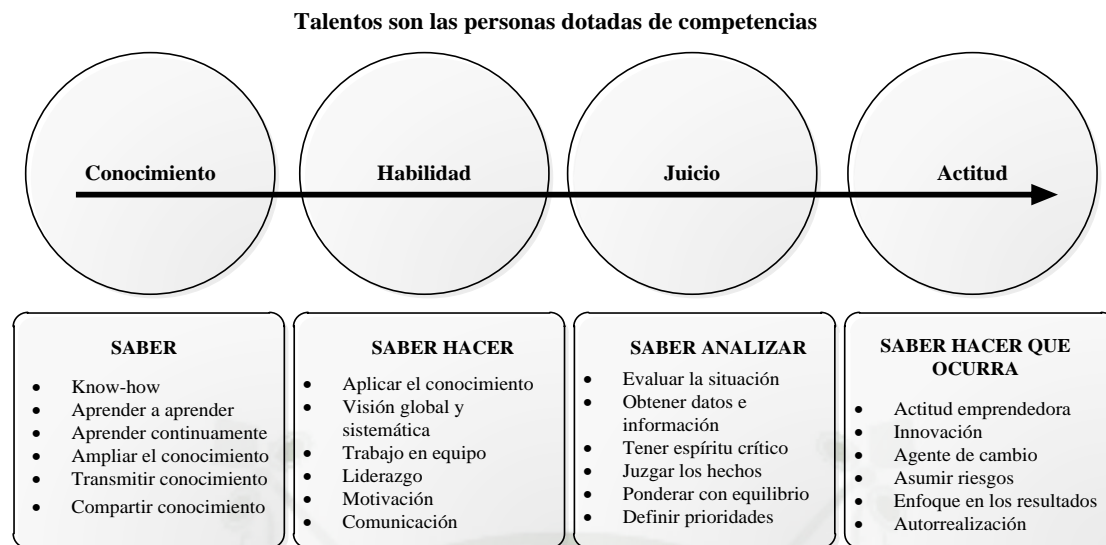 Talentos son las personas dotadas de competencias
Conocimiento
Habilidad
Juicio
Actitud
SABER
• Know-how
• Aprender a aprender
• Aprender continuamente
• Ampliar el conocimiento
• Transmitir conocimiento
• Compartir conocimiento
SABER HACER
• Aplicar el conocimiento
• Visión global y
sistemática
• Trabajo en equipo
• Liderazgo
• Motivación
• Comunicación
SABER ANALIZAR
• Evaluar la situación
• Obtener datos e
información
• Tener espíritu crítico
• Juzgar los hechos
• Ponderar con equilibrio
• Definir prioridades
SABER HACER QUE
OCURRA
• Actitud emprendedora
• Innovación
• Agente de cambio
• Asumir riesgos
• Enfoque en los resultados
• Autorrealización